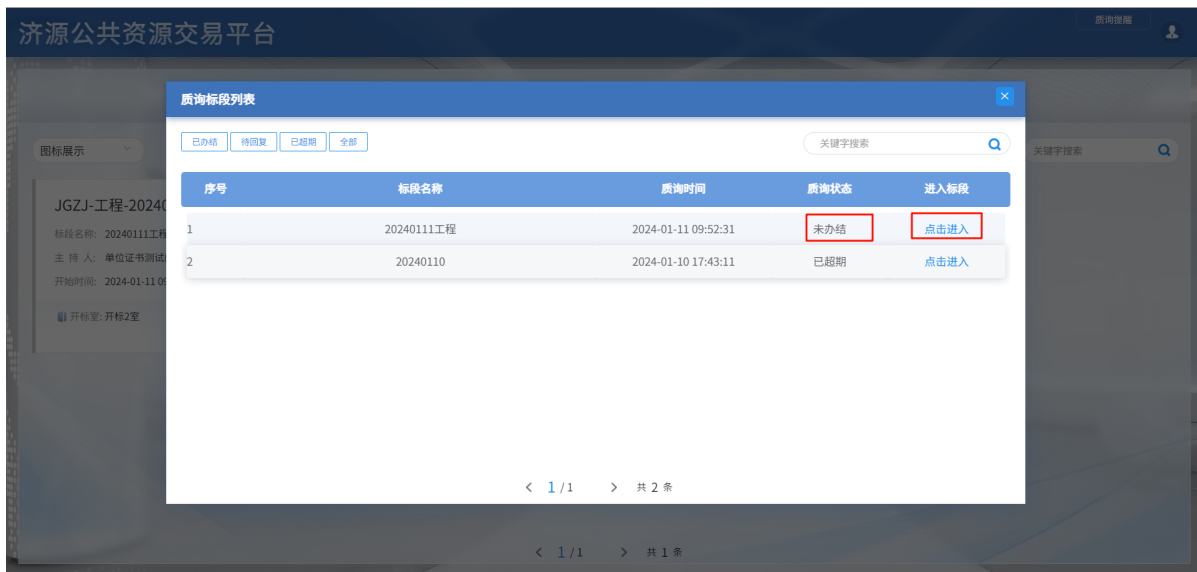 济源公共资源交易平台
质询提醒
质询标段列表
已办结 待回复 已超期 全部 关键字搜索
图标展示 关键字搜索
序号 标段名称 质询时间 质询状态 进入标段
1 20240111工程 2024-01-11 09:52:31 未办结 点击进入
2 20240110 2024-01-10 17:43:11 已超期 点击进入
JGZJ-工程-20240
标段名称: 20240111工程
主 持 人: 单位证书测试
开始时间: 2024-01-11 09
开标室: 开标2室
1 / 1 共 2 条
1 / 1 共 1 条